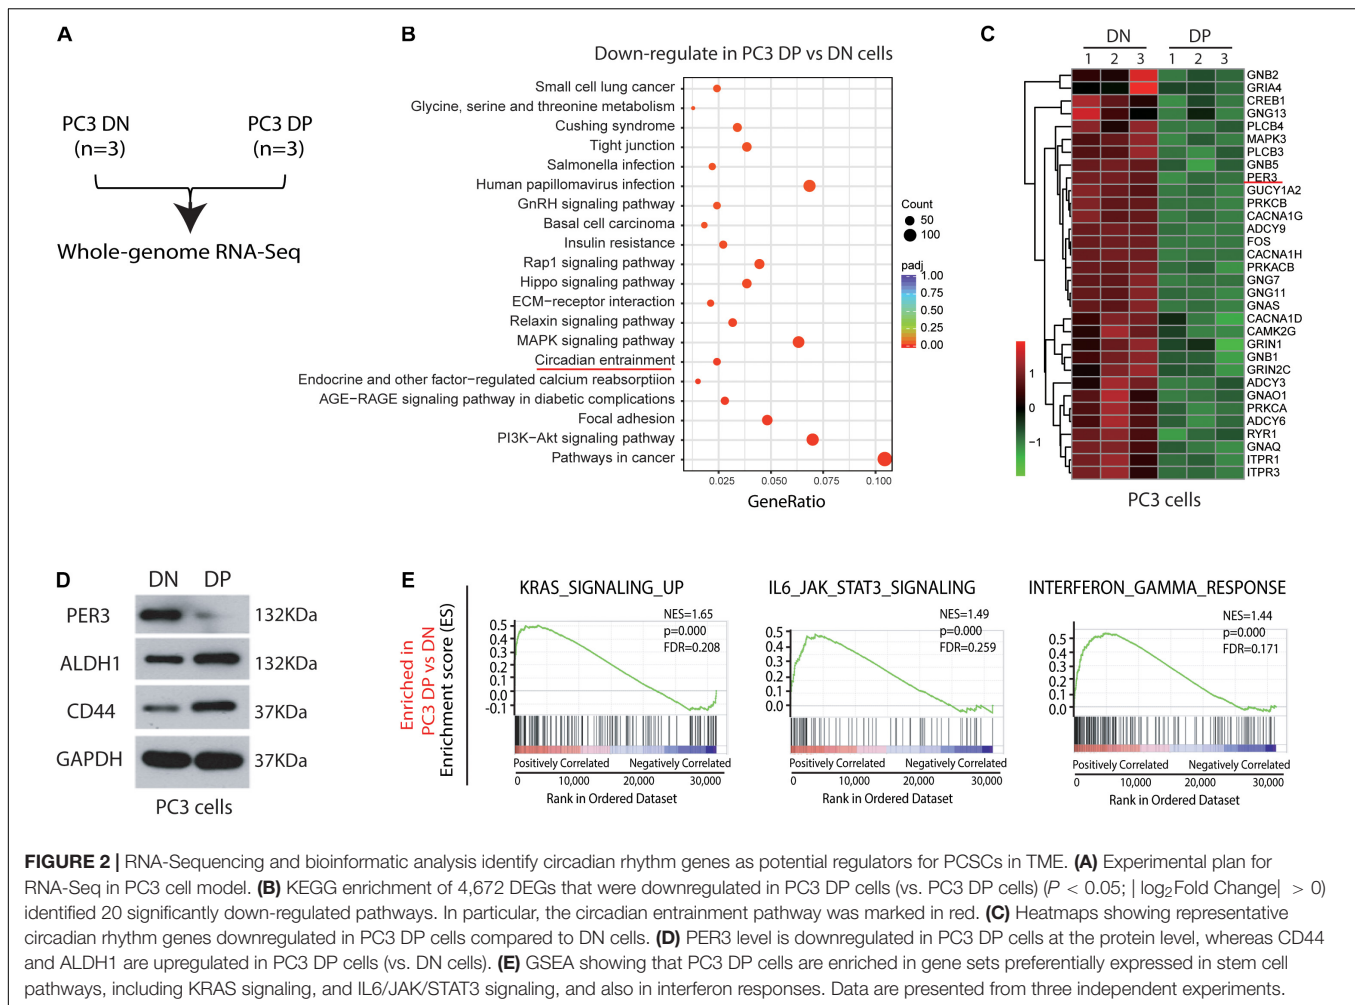 A
PC3 DN
(n=3)
PC3 DP
(n=3)
Whole-genome RNA-Seq
B
Down-regulate in PC3 DP vs DN cells
Small cell lung cancer
Glycine, serine and threonine metabolism
Cushing syndrome
Tight junction
Salmonella infection
Human papillomavirus infection
GnRH signaling pathway
Basal cell carcinoma
Insulin resistance
Rap1 signaling pathway
Hippo signaling pathway
ECM−receptor interaction
Relaxin signaling pathway
MAPK signaling pathway
Circadian entrainment
Endocrine and other factor−regulated calcium reabsorptiion
AGE−RAGE signaling pathway in diabetic complications
Focal adhesion
PI3K−Akt signaling pathway
Pathways in cancer
0.025 0.050 0.075 0.100
GeneRatio
Count
50
100
padj
1.00
0.75
0.50
0.25
0.00
C
DN DP
1 2 3 1 2 3
GNB2
GRIA4
CREB1
GNG13
PLCB4
MAPK3
PLCB3
GNB5
PER3
GUCY1A2
PRKCB
CACNA1G
ADCY9
FOS
CACNA1H
PRKACB
GNG7
GNG11
GNAS
CACNA1D
CAMK2G
GRIN1
GNB1
GRIN2C
ADCY3
GNAO1
PRKCA
ADCY6
RYR1
GNAQ
ITPR1
ITPR3
1
0
−1
PC3 cells
D
DN DP
PER3 132KDa
ALDH1 132KDa
CD44 37KDa
GAPDH 37KDa
PC3 cells
E
Enriched in
PC3 DP vs DN
Enrichment score (ES)
KRAS_SIGNALING_UP
NES=1.65
p=0.000
FDR=0.208
0.5
0.4
0.3
0.2
0.1
0.0
-0.1
Positively Correlated Negatively Correlated
0 10,000 20,000 30,000
Rank in Ordered Dataset
IL6_JAK_STAT3_SIGNALING
NES=1.49
p=0.000
FDR=0.259
0.5
0.4
0.3
0.2
0.1
0.0
Positively Correlated Negatively Correlated
0 10,000 20,000 30,000
Rank in Ordered Dataset
INTERFERON_GAMMA_RESPONSE
NES=1.44
p=0.000
FDR=0.171
0.5
0.4
0.3
0.2
0.1
0.0
Positively Correlated Negatively Correlated
0 10,000 20,000 30,000
Rank in Ordered Dataset
FIGURE 2 | RNA-Sequencing and bioinformatic analysis identify circadian rhythm genes as potential regulators for PCSCs in TME. (A) Experimental plan for
RNA-Seq in PC3 cell model. (B) KEGG enrichment of 4,672 DEGs that were downregulated in PC3 DP cells (vs. PC3 DP cells) (P < 0.05; | log2Fold Change| > 0)
identified 20 significantly down-regulated pathways. In particular, the circadian entrainment pathway was marked in red. (C) Heatmaps showing representative
circadian rhythm genes downregulated in PC3 DP cells compared to DN cells. (D) PER3 level is downregulated in PC3 DP cells at the protein level, whereas CD44
and ALDH1 are upregulated in PC3 DP cells (vs. DN cells). (E) GSEA showing that PC3 DP cells are enriched in gene sets preferentially expressed in stem cell
pathways, including KRAS signaling, and IL6/JAK/STAT3 signaling, and also in interferon responses. Data are presented from three independent experiments.